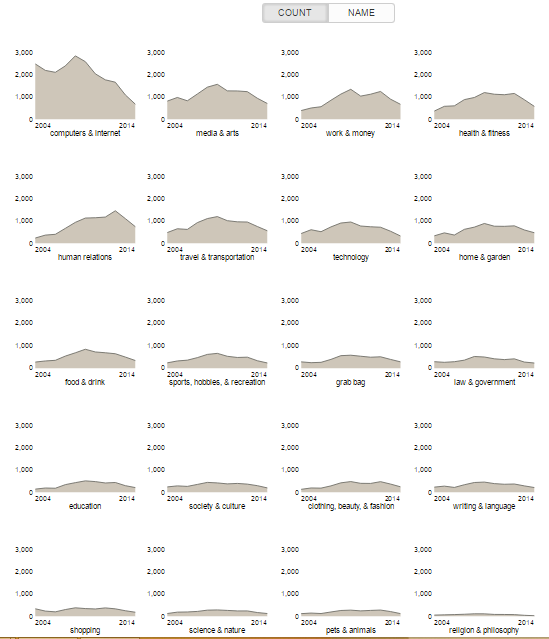 COUNT NAME
3,000 3,000 3,000 3,000
2,000 2,000 2,000 2,000
1,000 1,000 1,000 1,000
0 0 0 0
2004 2014 2004 2014 2004 2014 2004 2014
computers & internet media & arts work & money health & fitness
3,000 3,000 3,000 3,000
2,000 2,000 2,000 2,000
1,000 1,000 1,000 1,000
0 0 0 0
2004 2014 2004 2014 2004 2014 2004 2014
human relations travel & transportation technology home & garden
3,000 3,000 3,000 3,000
2,000 2,000 2,000 2,000
1,000 1,000 1,000 1,000
0 0 0 0
2004 2014 2004 2014 2004 2014 2004 2014
food & drink sports, hobbies, & recreation grab bag law & government
3,000 3,000 3,000 3,000
2,000 2,000 2,000 2,000
1,000 1,000 1,000 1,000
0 0 0 0
2004 2014 2004 2014 2004 2014 2004 2014
education society & culture clothing, beauty, & fashion writing & language
3,000 3,000 3,000 3,000
2,000 2,000 2,000 2,000
1,000 1,000 1,000 1,000
0 0 0 0
2004 2014 2004 2014 2004 2014 2004 2014
shopping science & nature pets & animals religion & philosophy